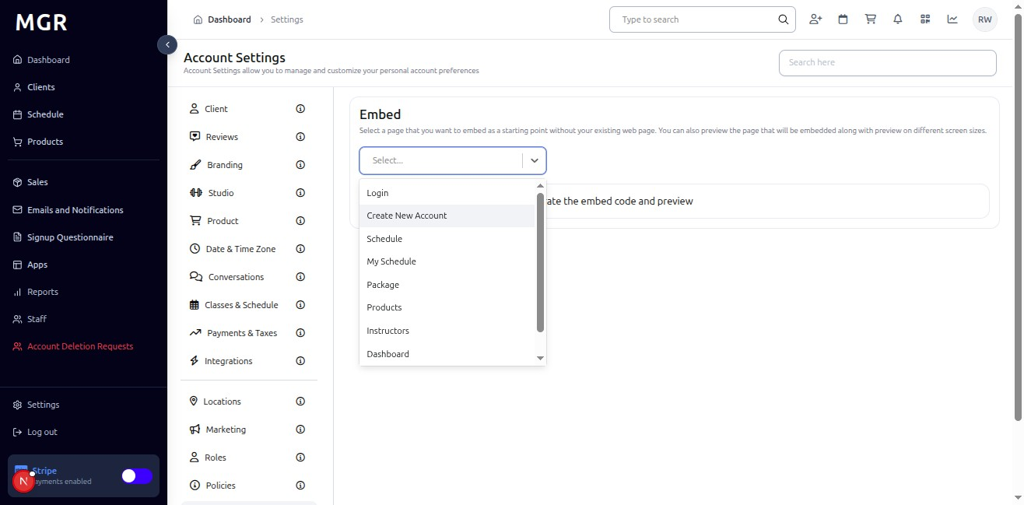 MGR
Dashboard
Clients
Schedule
Products
Sales
Emails and Notifications
Signup Questionnaire
Apps
Reports
Staff
Account Deletion Requests
Settings
Log out
Stripe
ayments enabled
N
Dashboard > Settings
Type to search
RW
Account Settings
Account Settings allow you to manage and customize your personal account preferences
Search here
Client
Reviews
Branding
Studio
Product
Date & Time Zone
Conversations
Classes & Schedule
Payments & Taxes
Integrations
Locations
Marketing
Roles
Policies
Embed
Select a page that you want to embed as a starting point without your existing web page. You can also preview the page that will be embedded along with preview on different screen sizes.
Select...
Login
Create New Account
Schedule
My Schedule
Package
Products
Instructors
Dashboard
ate the embed code and preview